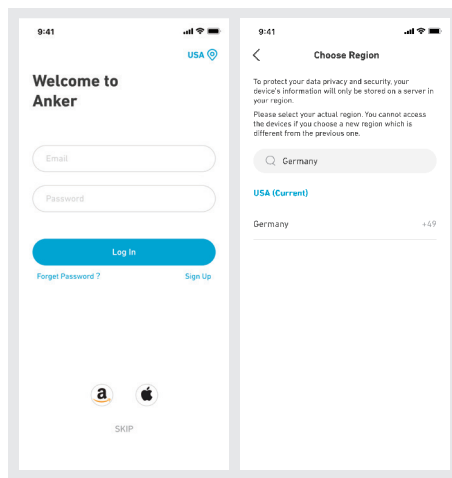 9:41
USA
Welcome to
Anker
Email
Password
Log In
Forget Password ?
Sign Up
a
SKIP
9:41
Choose Region
To protect your data privacy and security, your
device's information will only be stored on a server in
your region.
Please select your actual region. You cannot access
the devices if you choose a new region which is
different from the previous one.
Germany
USA (Current)
Germany +49